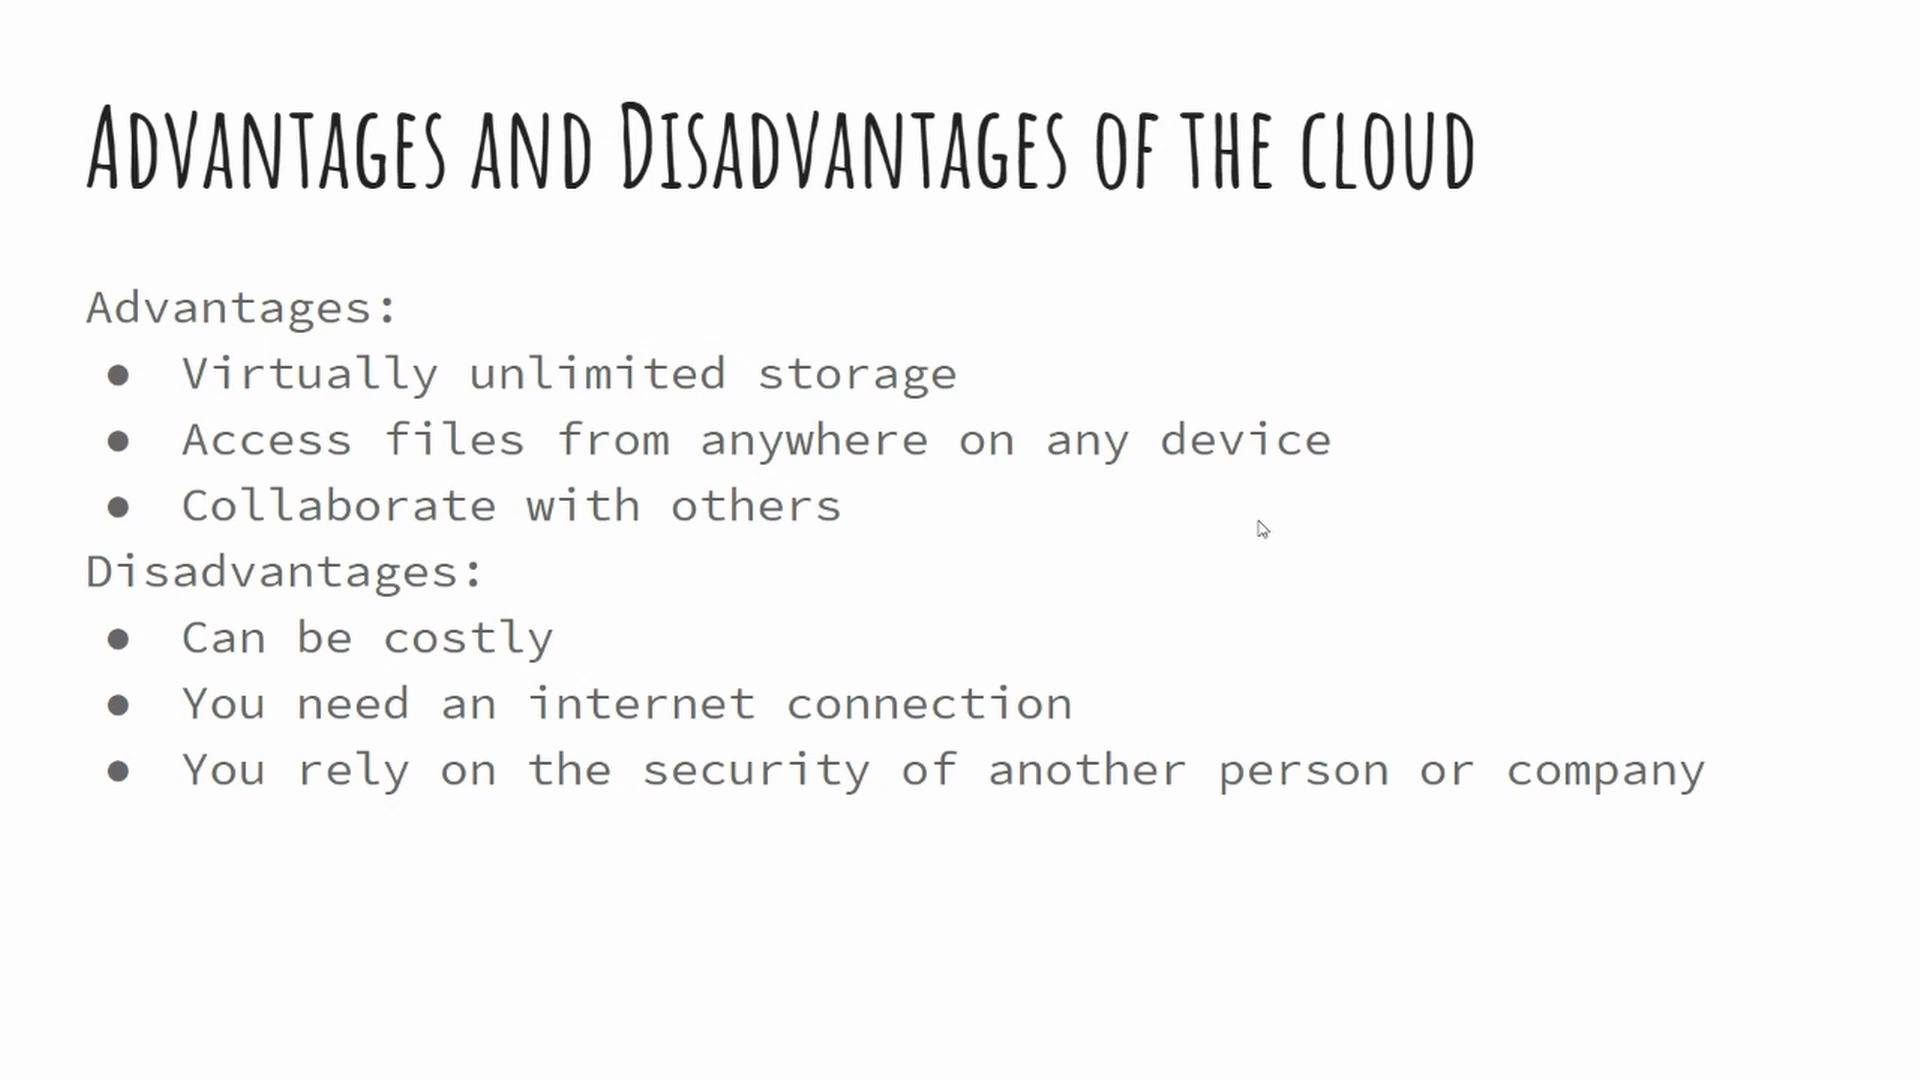 Advantages and Disadvantages of the cloud
Advantages:
● Virtually unlimited storage
● Access files from anywhere on any device
● Collaborate with others
Disadvantages:
● Can be costly
● You need an internet connection
● You rely on the security of another person or company